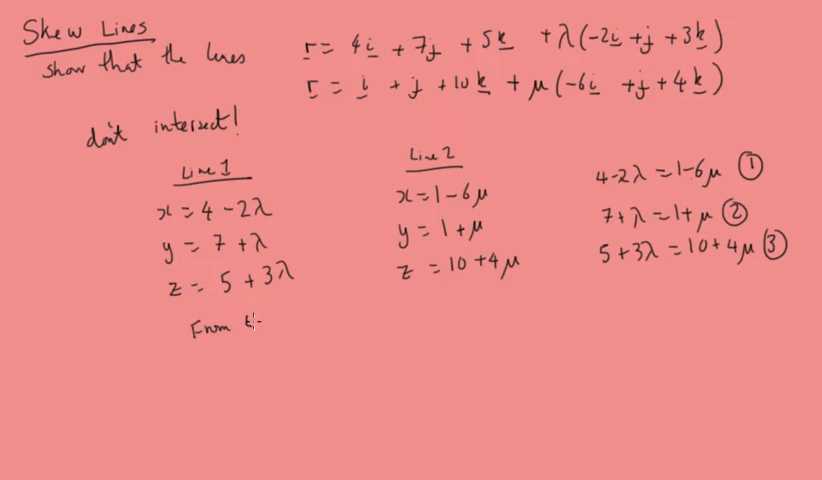 Skew Lines
show that the lines
r = 4i + 7j + 5k + λ(-2i + j + 3k)
r = i + j + 10k + μ(-6i + j + 4k)
don't intersect!
Line 1
x = 4 - 2λ
y = 7 + λ
z = 5 + 3λ
Line 2
x = 1 - 6μ
y = 1 + μ
z = 10 + 4μ
4 - 2λ = 1 - 6μ ①
7 + λ = 1 + μ ②
5 + 3λ = 10 + 4μ ③
From t